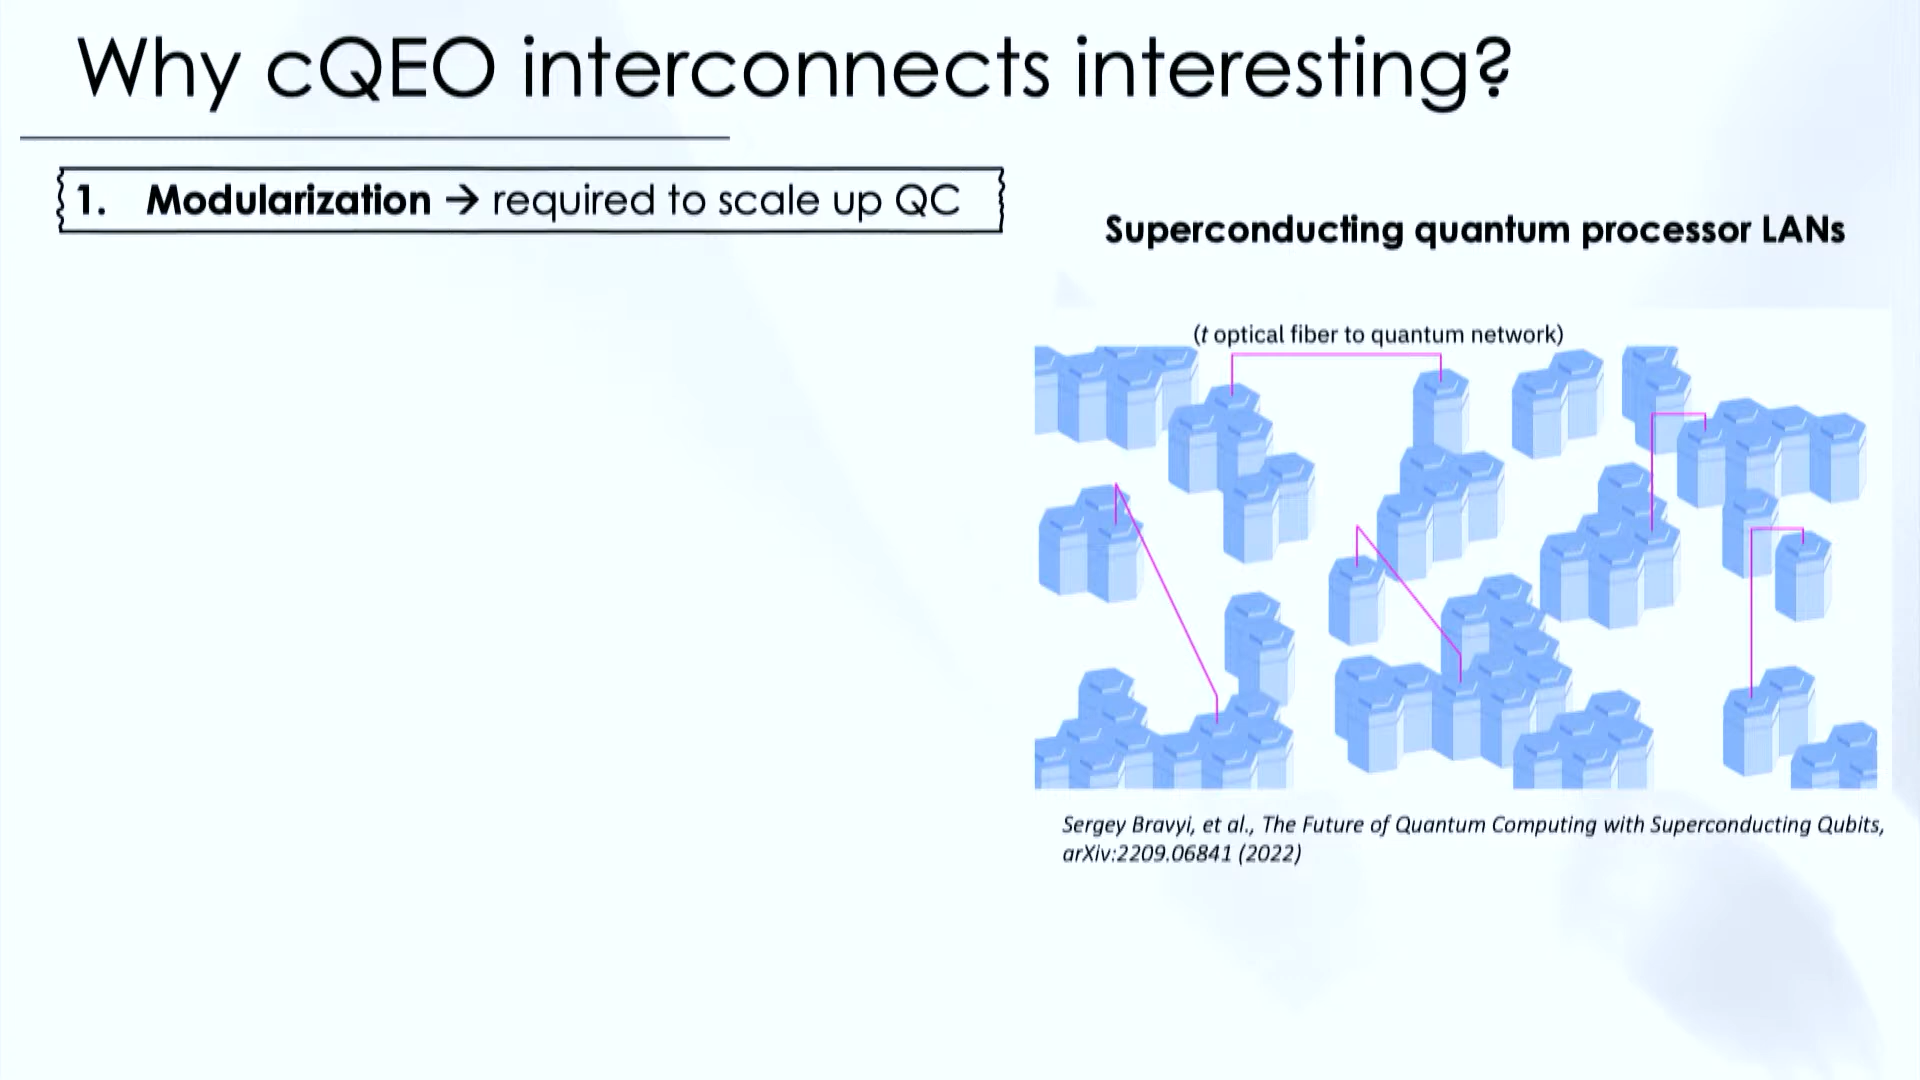 Why cQEO interconnects interesting?
1. Modularization → required to scale up QC
Superconducting quantum processor LANs
(t optical fiber to quantum network)
Sergey Bravyi, et al., The Future of Quantum Computing with Superconducting Qubits,
arXiv:2209.06841 (2022)